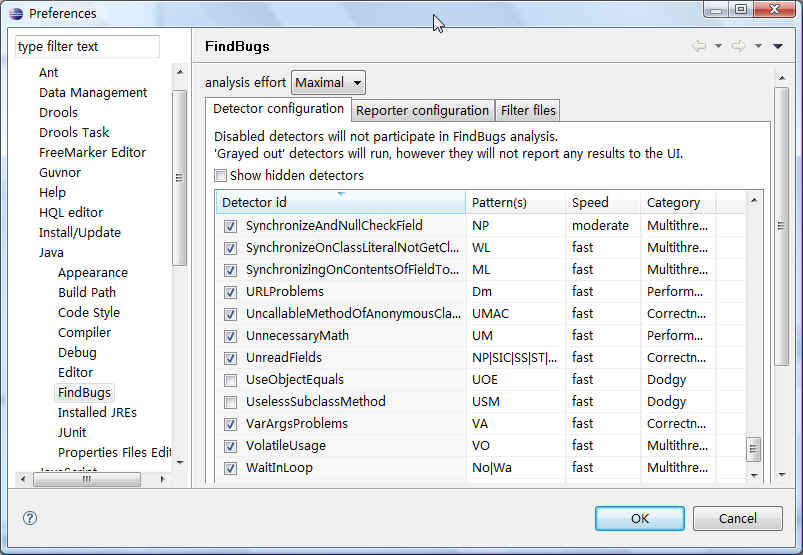 Preferences
type filter text
Ant
Data Management
Drools
Drools Task
FreeMarker Editor
Guvnor
Help
HQL editor
Install/Update
Java
Appearance
Build Path
Code Style
Compiler
Debug
Editor
FindBugs
Installed JREs
JUnit
Properties Files Edit
JavaScript
FindBugs
analysis effort Maximal
Detector configuration Reporter configuration Filter files
Disabled detectors will not participate in FindBugs analysis.
'Grayed out' detectors will run, however they will not report any results to the UI.
Show hidden detectors
Detector id Pattern(s) Speed Category
SynchronizeAndNullCheckField NP moderate Multithre...
SynchronizeOnClassLiteralNotGetCl... WL fast Multithre...
SynchronizingOnContentsOfFieldTo... ML fast Multithre...
URLProblems Dm fast Perform...
UncallableMethodOfAnonymousCla... UMAC fast Correctn...
UnnecessaryMath UM fast Perform...
UnreadFields NP|SIC|SS|ST|... fast Correctn...
UseObjectEquals UOE fast Dodgy
UselessSubclassMethod USM fast Dodgy
VarArgsProblems VA fast Correctn...
VolatileUsage VO fast Multithre...
WaitInLoop No|Wa fast Multithre...
OK Cancel